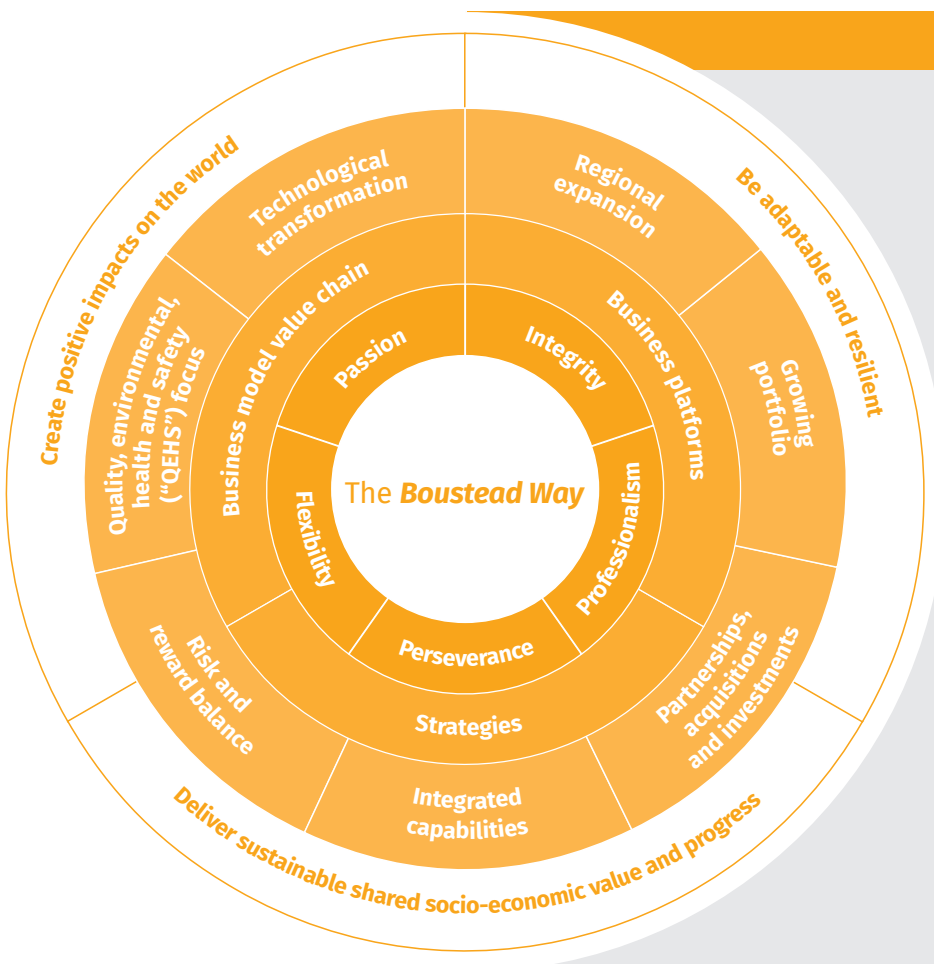 The Boustead Way
Integrity
Professionalism
Perseverance
Flexibility
Passion
Business platforms
Strategies
Business model value chain
Regional
expansion
Growing
portfolio
Partnerships,
acquisitions
and investments
Integrated
capabilities
Risk and
reward balance
Quality, environmental,
health and safety
(“QEHS”) focus
Technological
transformation
Be adaptable and resilient
Deliver sustainable shared socio-economic value and progress
Create positive impacts on the world